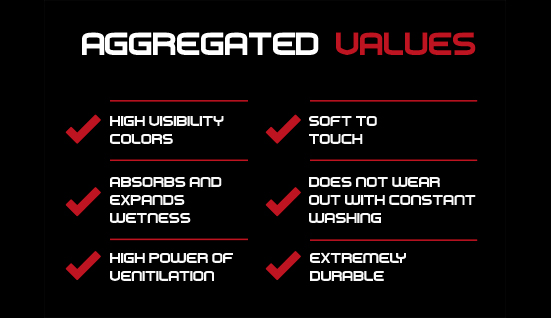 AGGREGATED VALUES
HIGH VISIBILITY
COLORS
SOFT TO
TOUCH
ABSORBS AND
EXPANDS
WETNESS
DOES NOT WEAR
OUT WITH CONSTANT
WASHING
HIGH POWER OF
VENITILATION
EXTREMELY
DURABLE